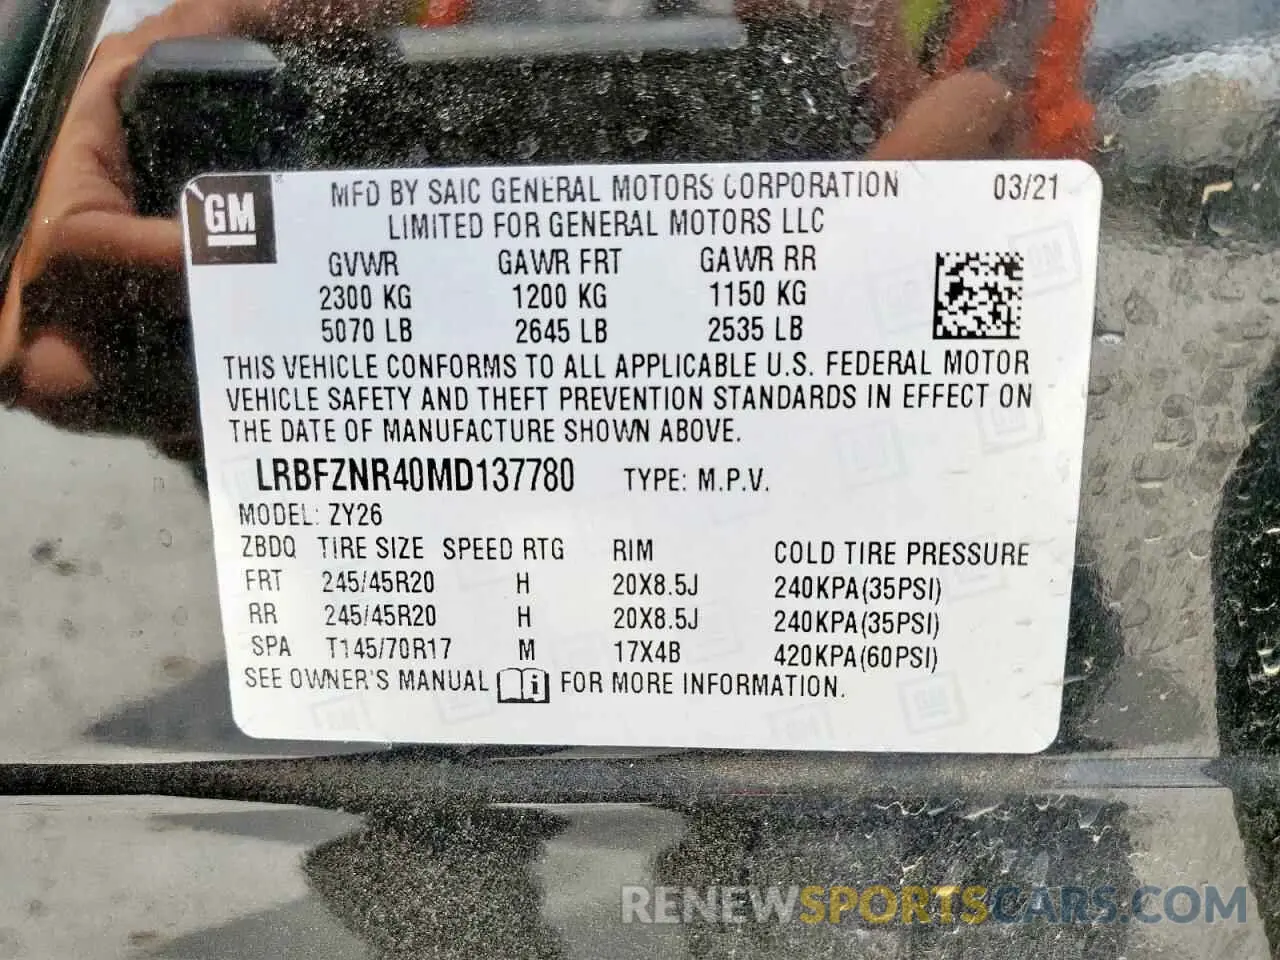 GM
MFD BY SAIC GENERAL MOTORS CORPORATION 03/21
LIMITED FOR GENERAL MOTORS LLC
GVWR GAWR FRT GAWR RR
2300 KG 1200 KG 1150 KG
5070 LB 2645 LB 2535 LB
THIS VEHICLE CONFORMS TO ALL APPLICABLE U.S. FEDERAL MOTOR
VEHICLE SAFETY AND THEFT PREVENTION STANDARDS IN EFFECT ON
THE DATE OF MANUFACTURE SHOWN ABOVE.
LRBFZNR40MD137780 TYPE: M.P.V.
MODEL: ZY26
ZBDQ TIRE SIZE SPEED RTG RIM COLD TIRE PRESSURE
FRT 245/45R20 H 20X8.5J 240KPA(35PSI)
RR 245/45R20 H 20X8.5J 240KPA(35PSI)
SPA T145/70R17 M 17X4B 420KPA(60PSI)
SEE OWNER'S MANUAL i FOR MORE INFORMATION.
RENEWSPORTSCARS.COM